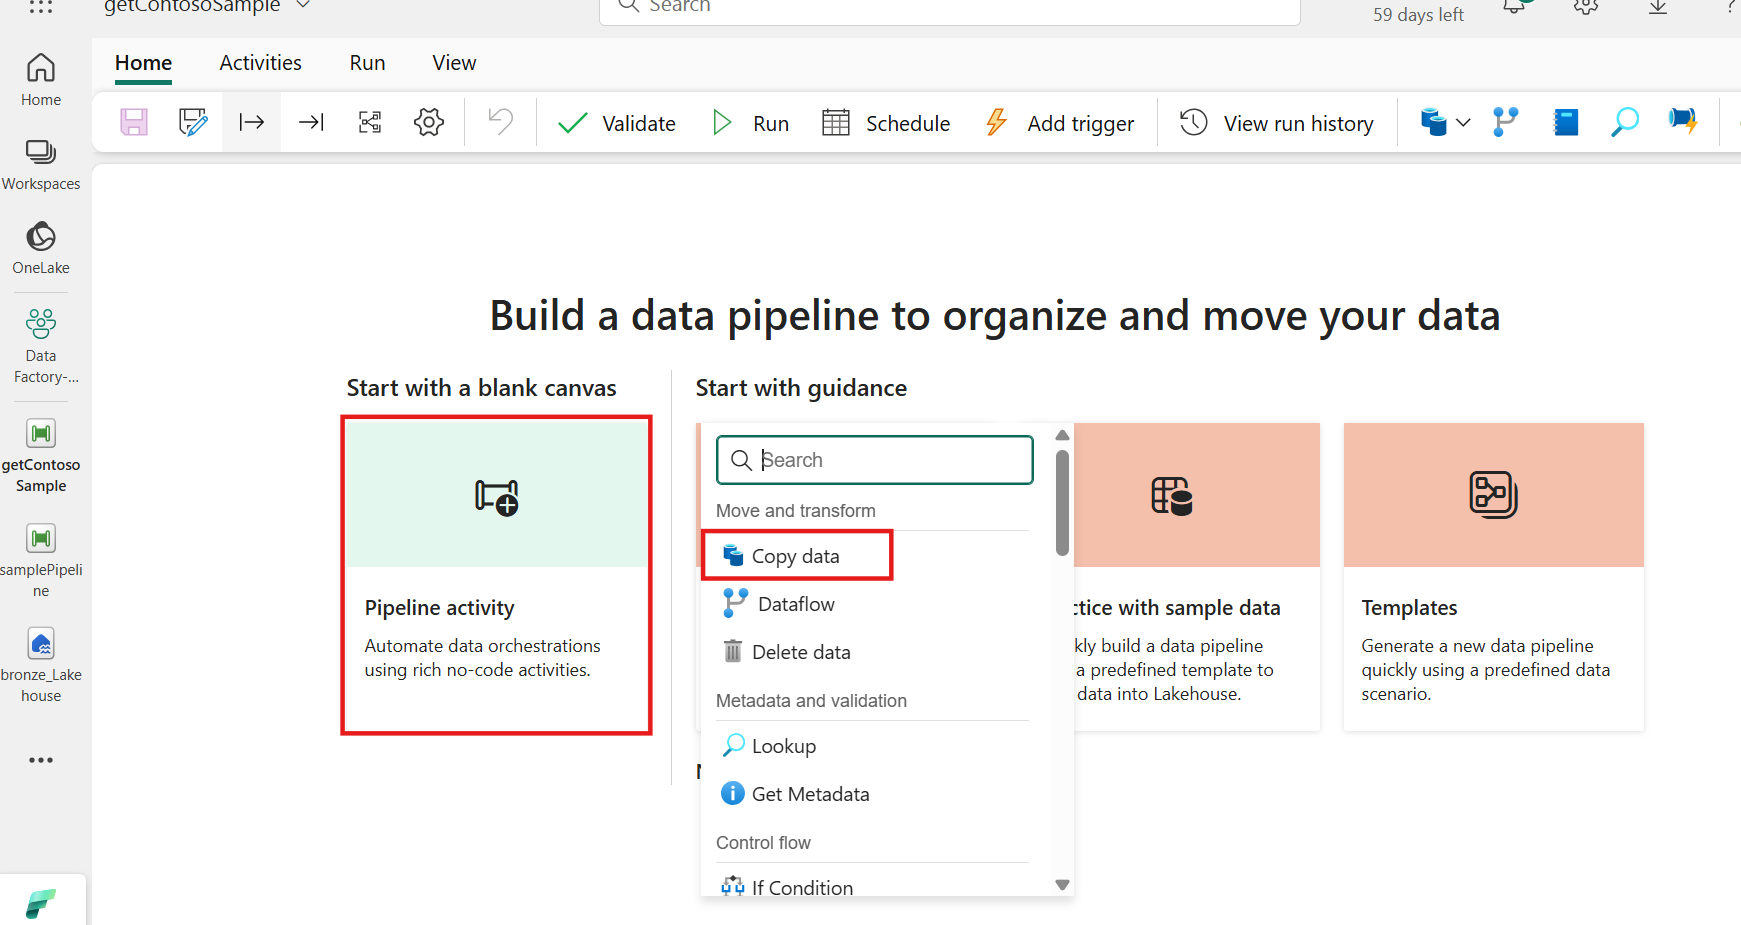 getContosoSample
Search
59 days left
Home
Activities
Run
View
Validate
Run
Schedule
Add trigger
View run history
Home
Workspaces
OneLake
Data
Factory-...
getContoso
Sample
samplePipeli
ne
bronze_Lake
house
Build a data pipeline to organize and move your data
Start with a blank canvas
Pipeline activity
Automate data orchestrations
using rich no-code activities.
Start with guidance
Search
Move and transform
Copy data
Dataflow
Delete data
Metadata and validation
Lookup
Get Metadata
Control flow
If Condition
ctice with sample data
kly build a data pipeline
a predefined template to
data into Lakehouse.
Templates
Generate a new data pipeline
quickly using a predefined data
scenario.